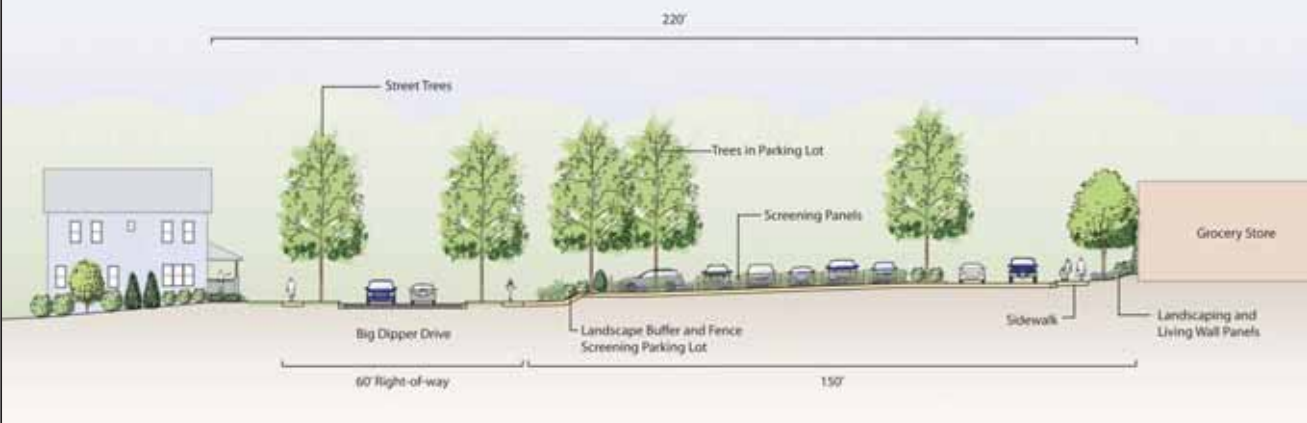 220'
Street Trees
Trees in Parking Lot
Screening Panels
Grocery Store
Big Dipper Drive
Landscape Buffer and Fence
Screening Parking Lot
Sidewalk
Landscaping and
Living Wall Panels
60' Right-of-way
150'